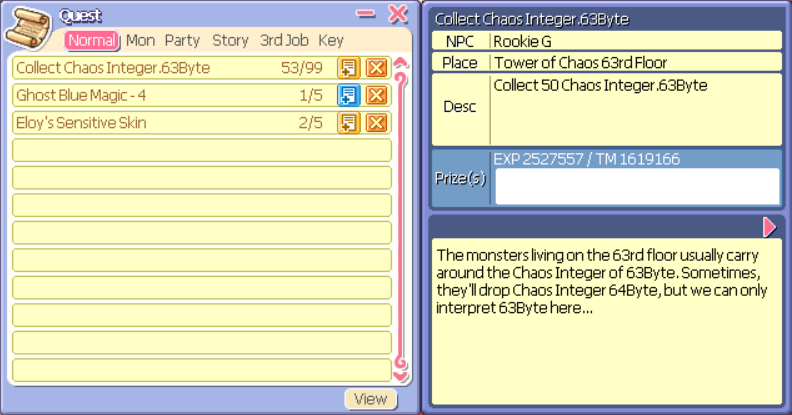 Quest
Normal Mon Party Story 3rd Job Key
Collect Chaos Integer.63Byte 53/99
Ghost Blue Magic - 4 1/5
Eloy's Sensitive Skin 2/5
View
Collect Chaos Integer.63Byte
NPC Rookie G
Place Tower of Chaos 63rd Floor
Desc Collect 50 Chaos Integer.63Byte
Prize(s) EXP 2527557 / TM 1619166
The monsters living on the 63rd floor usually carry
around the Chaos Integer of 63Byte. Sometimes,
they'll drop Chaos Integer 64Byte, but we can only
interpret 63Byte here...